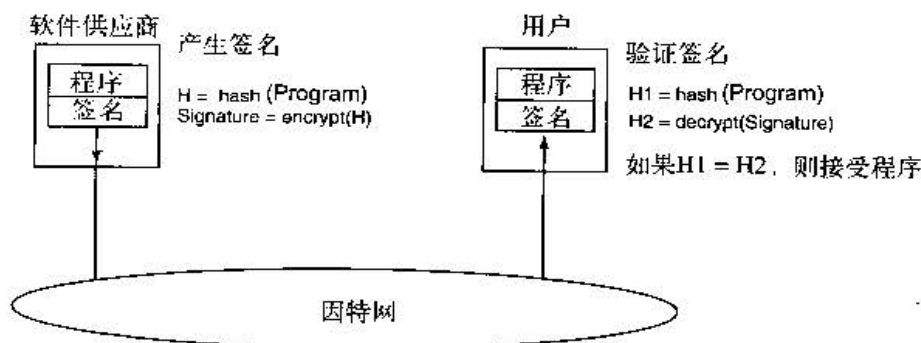 软件供应商
产生签名
程序
签名
H = hash (Program)
Signature = encrypt(H)
用户
验证签名
程序
签名
H1 = hash (Program)
H2 = decrypt(Signature)
如果H1 = H2, 则接受程序
因特网